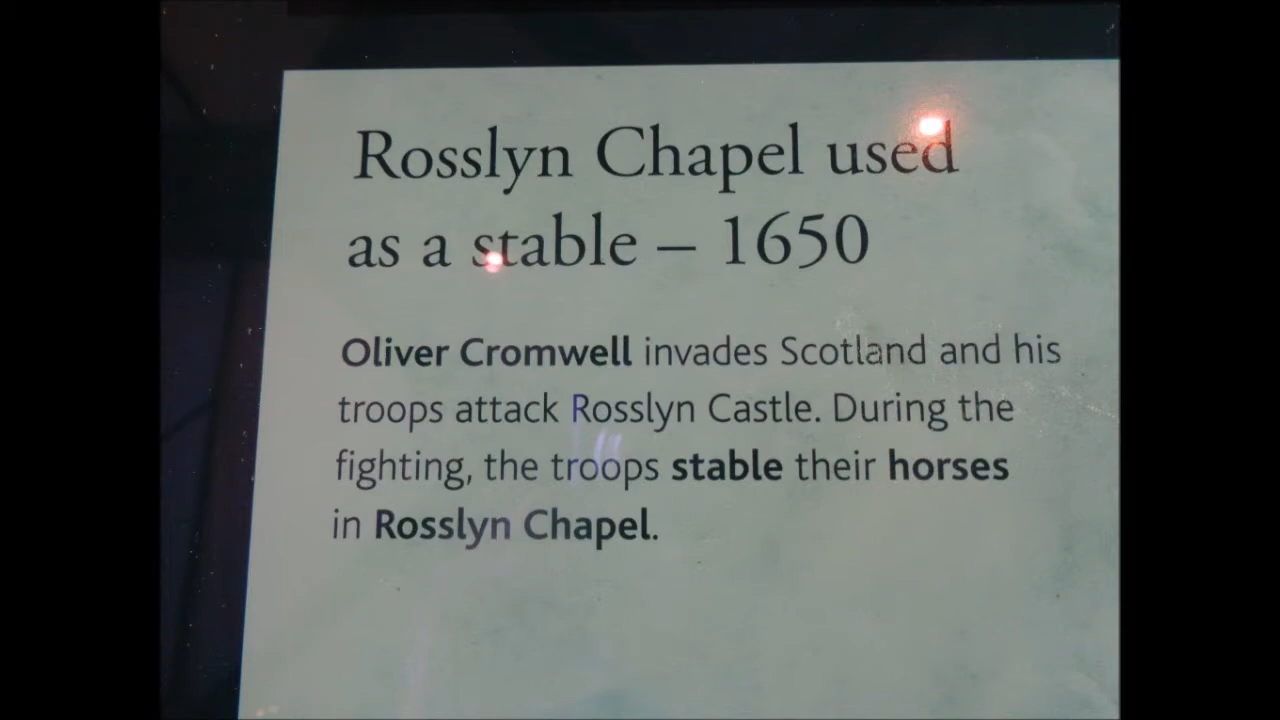 Rosslyn Chapel used
as a stable – 1650
Oliver Cromwell invades Scotland and his
troops attack Rosslyn Castle. During the
fighting, the troops stable their horses
in Rosslyn Chapel.